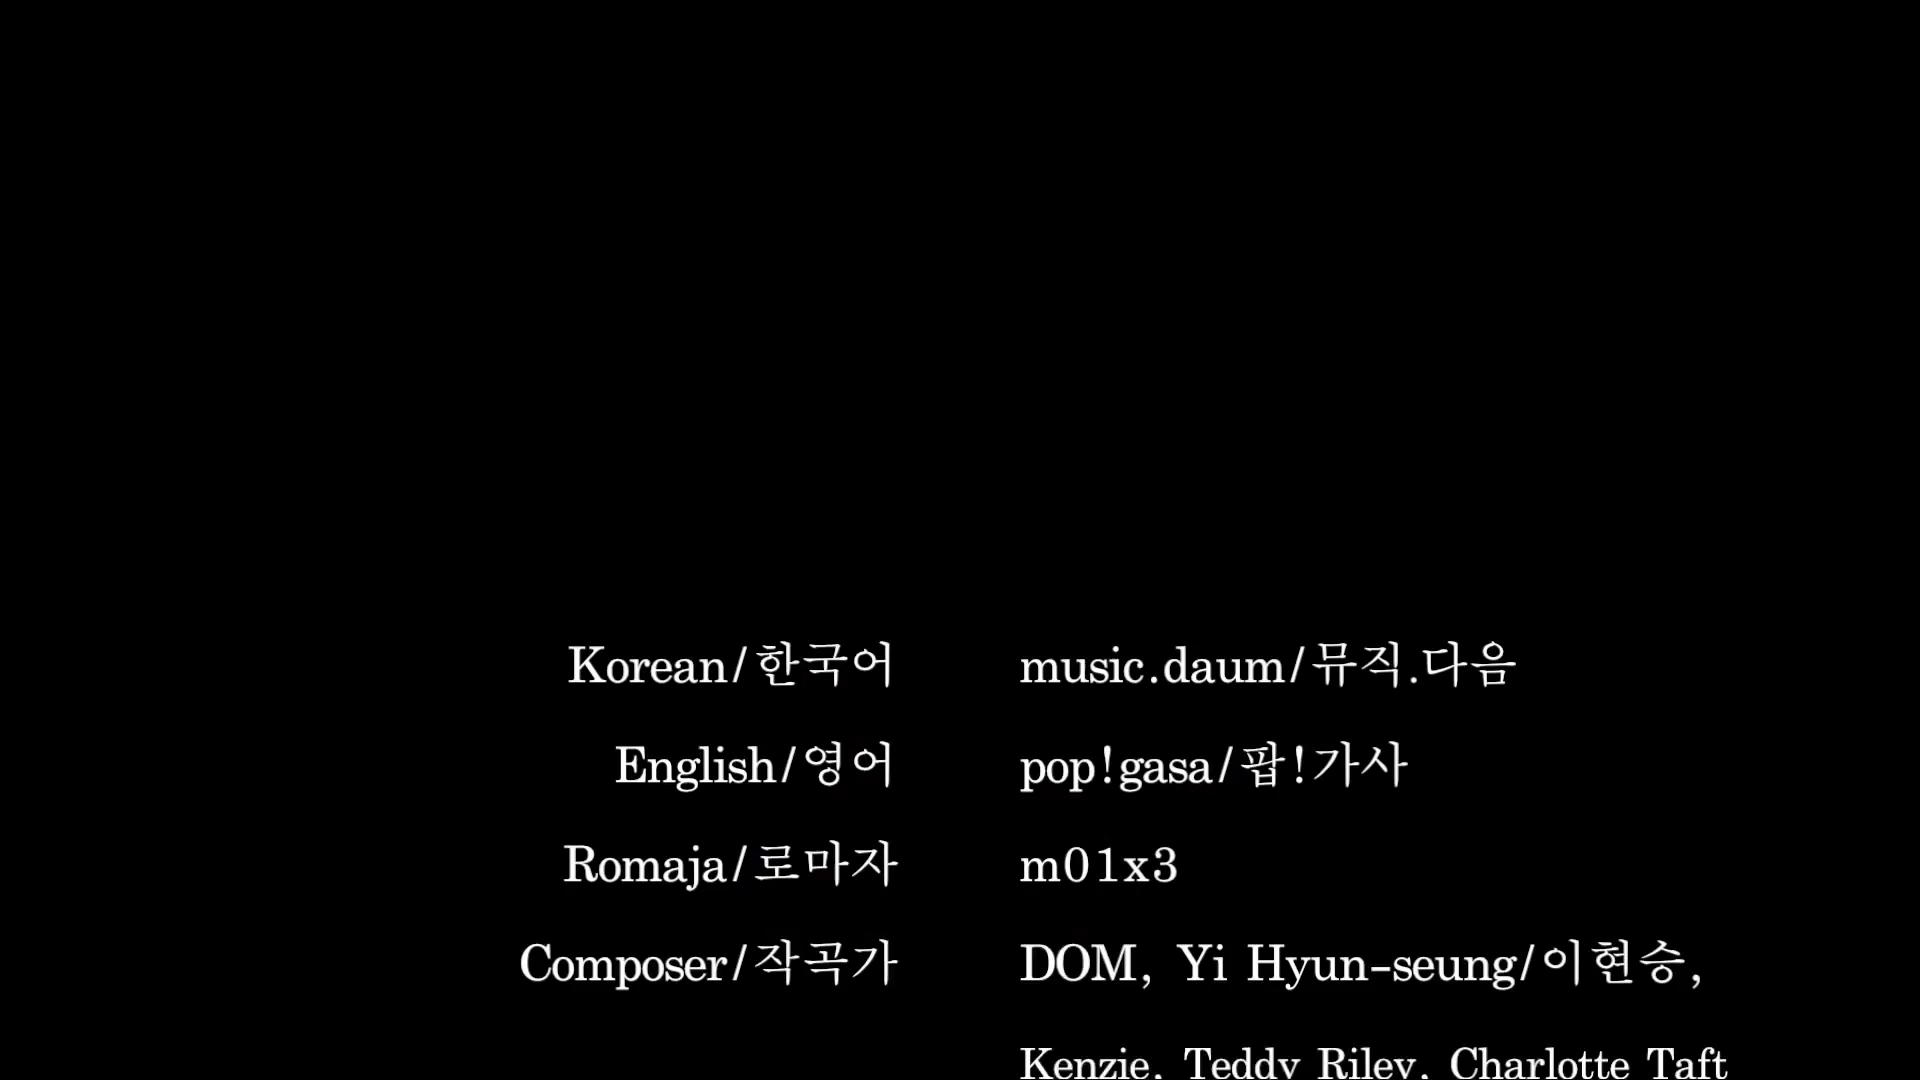 Korean/한국어 music.daum/뮤직.다음
English/영어 pop!gasa/팝!가사
Romaja/로마자 m01x3
Composer/작곡가 DOM, Yi Hyun-seung/이현승,
Kenzie, Teddy Riley, Charlotte Taft